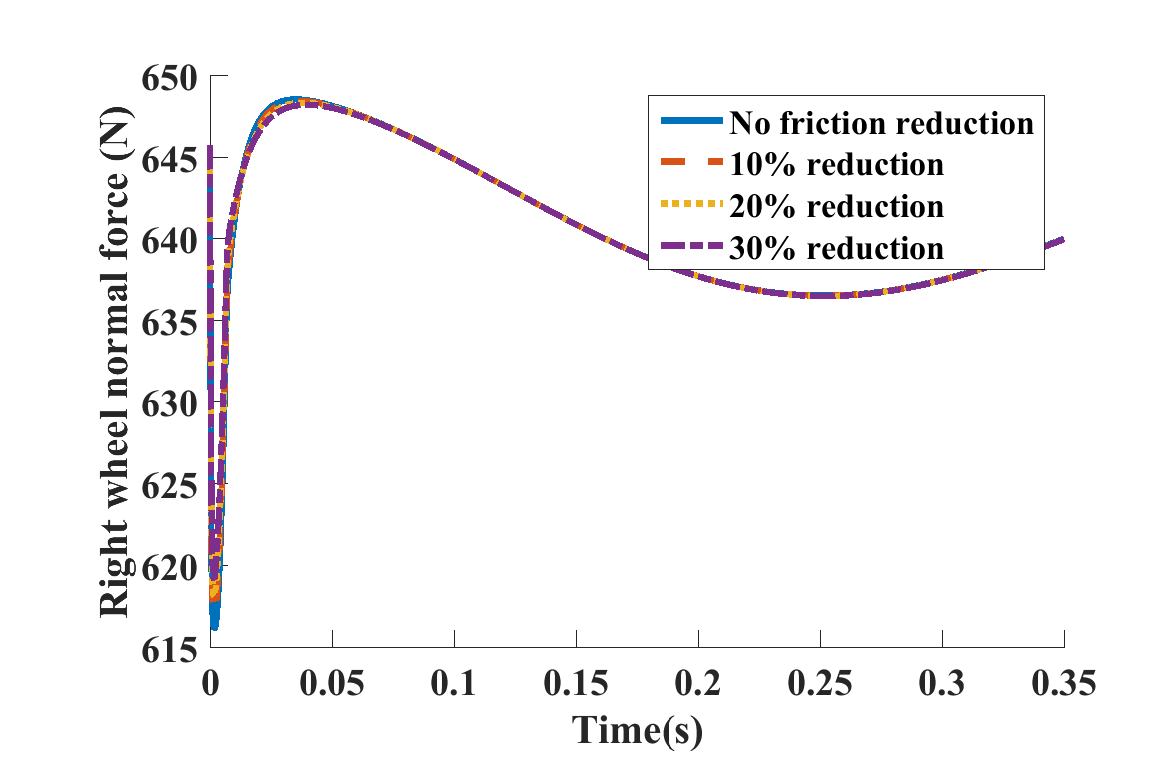 650
645
640
635
630
625
620
615
Right wheel normal force (N)
No friction reduction
10% reduction
20% reduction
30% reduction
0
0.05
0.1
0.15
0.2
0.25
0.3
0.35
Time(s)